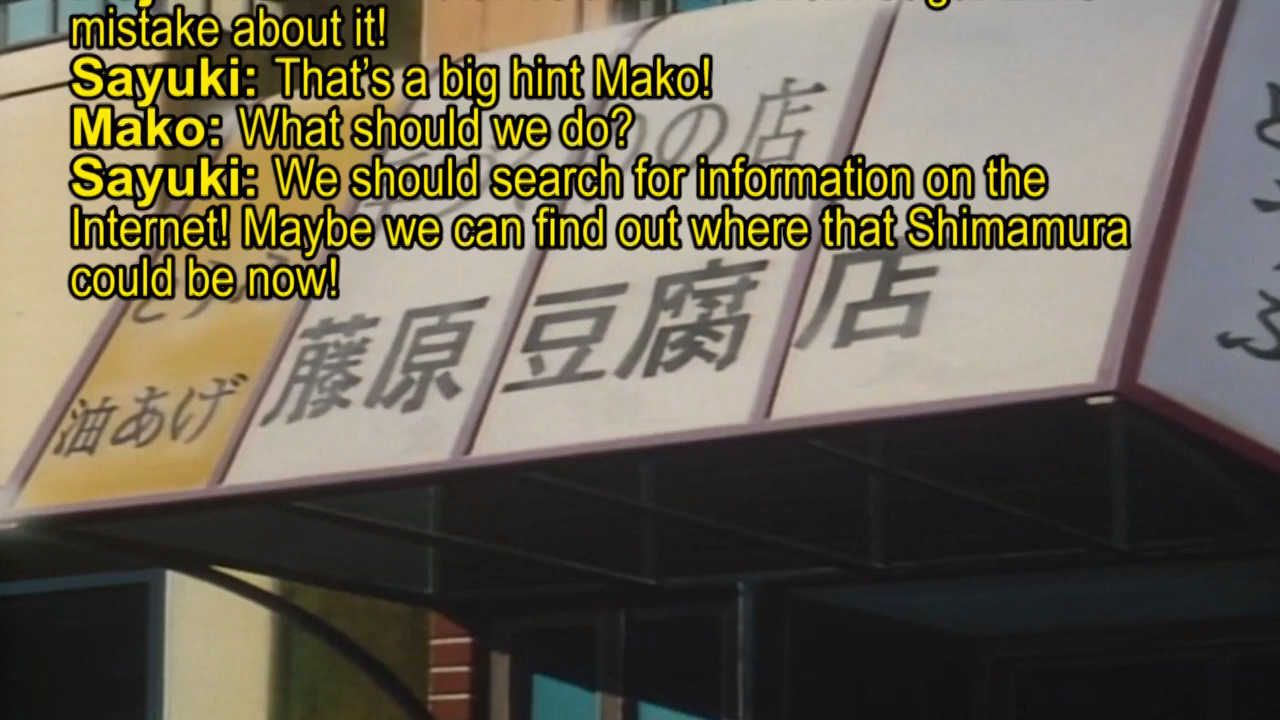 mistake about it!
Sayuki: That's a big hint Mako!
Mako: What should we do?
Sayuki: We should search for information on the
Internet! Maybe we can find out where that Shimamura
could be now!
の店
藤原豆腐店
油あげ